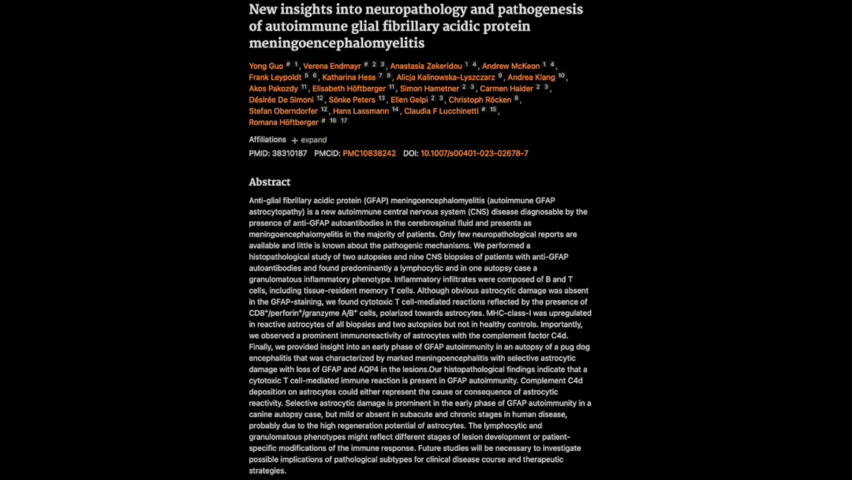 New insights into neuropathology and pathogenesis
of autoimmune glial fibrillary acidic protein
meningoencephalomyelitis
Yong Guo # 1, Verena Endmayr # 2 3, Anastasia Zekeridou 1 4, Andrew McKeon 1 4,
Frank Leypoldt 5 6, Katharina Hess 7 8, Alicja Kalinowska-Lyszczarz 9, Andrea Klang 10,
Akos Pakozdy 11, Elisabeth Höftberger 11, Simon Hametner 2 3, Carmen Haider 2 3,
Désirée De Simoni 12, Sönke Peters 13, Ellen Gelpi 2 3, Christoph Röcken 8,
Stefan Oberndorfer 12, Hans Lassmann 14, Claudia F Lucchinetti # 15,
Romana Höftberger # 16 17
Affiliations + expand
PMID: 38310187 PMCID: PMC10838242 DOI: 10.1007/s00401-023-02678-7
Abstract
Anti-glial fibrillary acidic protein (GFAP) meningoencephalomyelitis (autoimmune GFAP
astrocytopathy) is a new autoimmune central nervous system (CNS) disease diagnosable by the
presence of anti-GFAP autoantibodies in the cerebrospinal fluid and presents as
meningoencephalomyelitis in the majority of patients. Only few neuropathological reports are
available and little is known about the pathogenic mechanisms. We performed a
histopathological study of two autopsies and nine CNS biopsies of patients with anti-GFAP
autoantibodies and found predominantly a lymphocytic and in one autopsy case a
granulomatous inflammatory phenotype. Inflammatory infiltrates were composed of B and T
cells, including tissue-resident memory T cells. Although obvious astrocytic damage was absent
in the GFAP-staining, we found cytotoxic T cell-mediated reactions reflected by the presence of
CD8⁺/perforin⁺/granzyme A/B⁺ cells, polarized towards astrocytes. MHC-class-I was upregulated
in reactive astrocytes of all biopsies and two autopsies but not in healthy controls. Importantly,
we observed a prominent immunoreactivity of astrocytes with the complement factor C4d.
Finally, we provided insight into an early phase of GFAP autoimmunity in an autopsy of a pug dog
encephalitis that was characterized by marked meningoencephalitis with selective astrocytic
damage with loss of GFAP and AQP4 in the lesions.Our histopathological findings indicate that a
cytotoxic T cell-mediated immune reaction is present in GFAP autoimmunity. Complement C4d
deposition on astrocytes could either represent the cause or consequence of astrocytic
reactivity. Selective astrocytic damage is prominent in the early phase of GFAP autoimmunity in a
canine autopsy case, but mild or absent in subacute and chronic stages in human disease,
probably due to the high regeneration potential of astrocytes. The lymphocytic and
granulomatous phenotypes might reflect different stages of lesion development or patient-
specific modifications of the immune response. Future studies will be necessary to investigate
possible implications of pathological subtypes for clinical disease course and therapeutic
strategies.